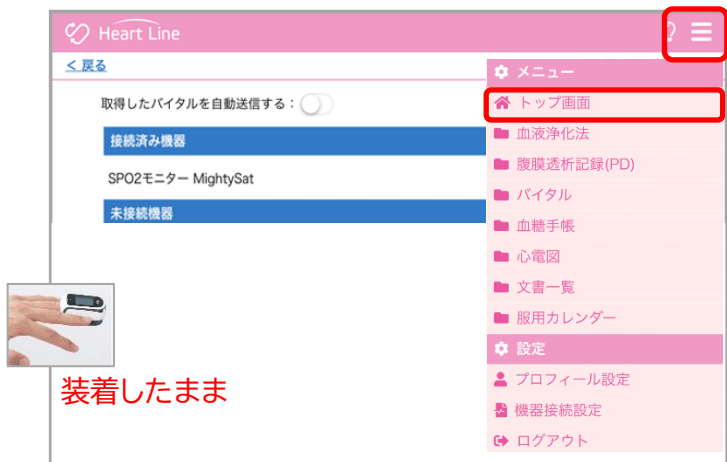 Heart Line
< 戻る
取得したバイタルを自動送信する：
接続済み機器
SPO2モニター MightySat
未接続機器
装着したまま
メニュー
トップ画面
血液浄化法
腹膜透析記録(PD)
バイタル
血糖手帳
心電図
文書一覧
服用カレンダー
設定
プロフィール設定
機器接続設定
ログアウト